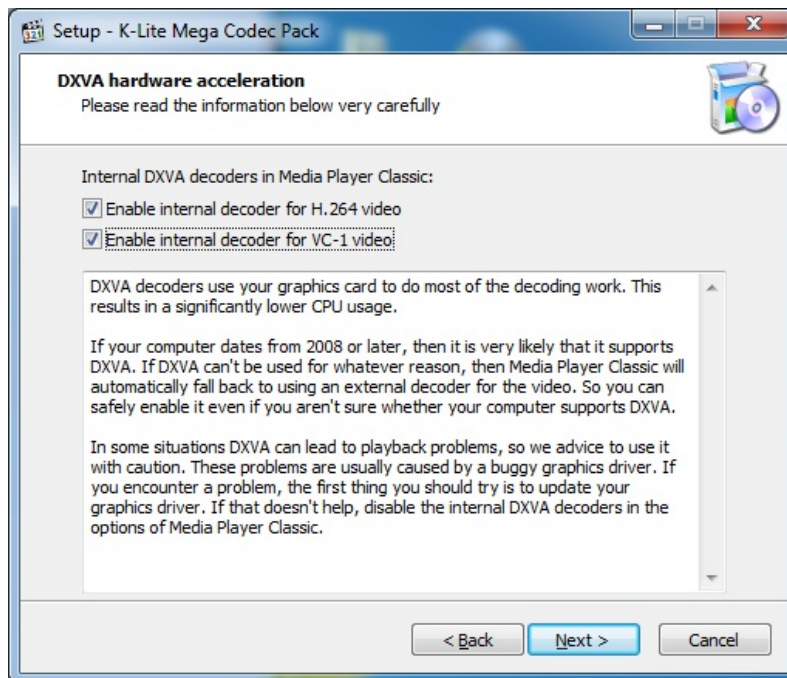 Setup - K-Lite Mega Codec Pack
DXVA hardware acceleration
Please read the information below very carefully
Internal DXVA decoders in Media Player Classic:
Enable internal decoder for H.264 video
Enable internal decoder for VC-1 video
DXVA decoders use your graphics card to do most of the decoding work. This
results in a significantly lower CPU usage.
If your computer dates from 2008 or later, then it is very likely that it supports
DXVA. If DXVA can't be used for whatever reason, then Media Player Classic will
automatically fall back to using an external decoder for the video. So you can
safely enable it even if you aren't sure whether your computer supports DXVA.
In some situations DXVA can lead to playback problems, so we advice to use it
with caution. These problems are usually caused by a buggy graphics driver. If
you encounter a problem, the first thing you should try is to update your
graphics driver. If that doesn't help, disable the internal DXVA decoders in the
options of Media Player Classic.
< Back
Next >
Cancel